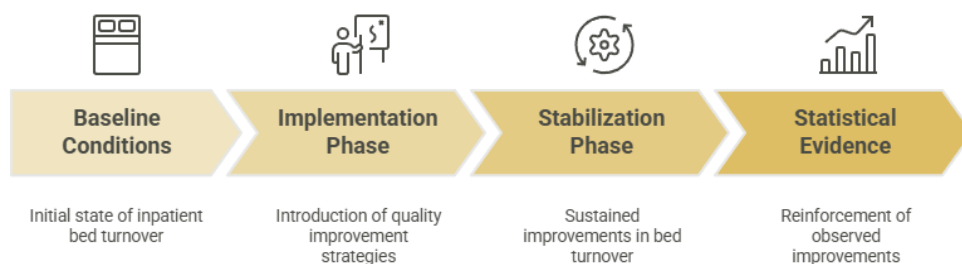 Baseline
Conditions
Implementation
Phase
Stabilization
Phase
Statistical
Evidence
Initial state of inpatient
bed turnover
Introduction of quality
improvement
strategies
Sustained
improvements in bed
turnover
Reinforcement of
observed
improvements